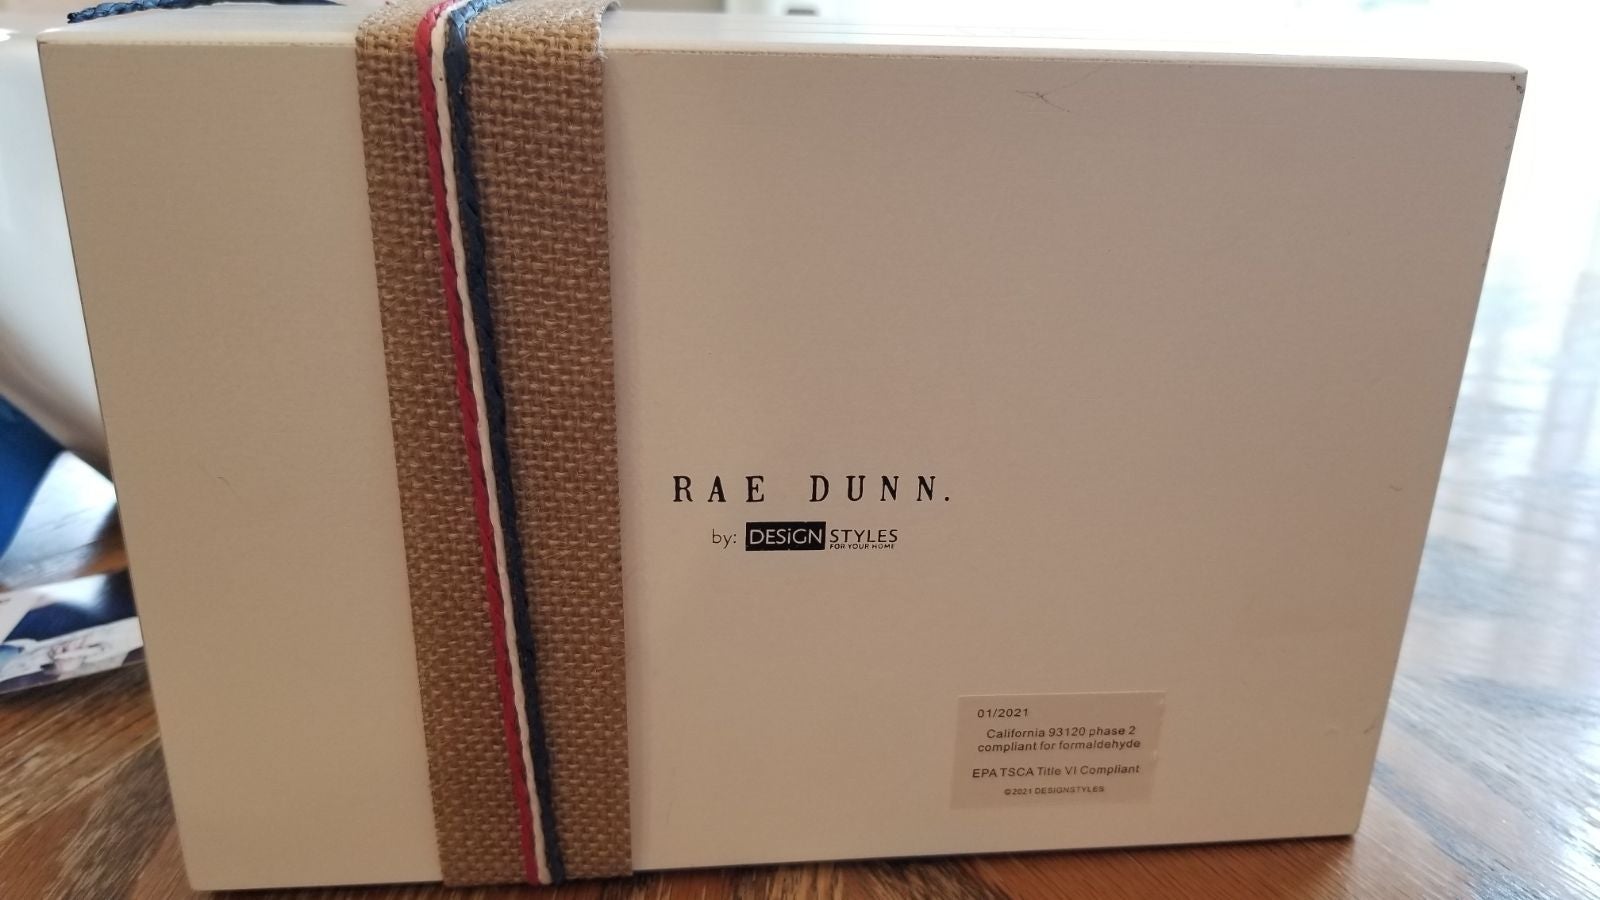 RAE DUNN.
by: DESiGN STYLES
FOR YOUR HOME
01/2021
California 93120 phase 2
compliant for formaldehyde
EPA TSCA Title VI Compliant
©2021 DESIGNSTYLES